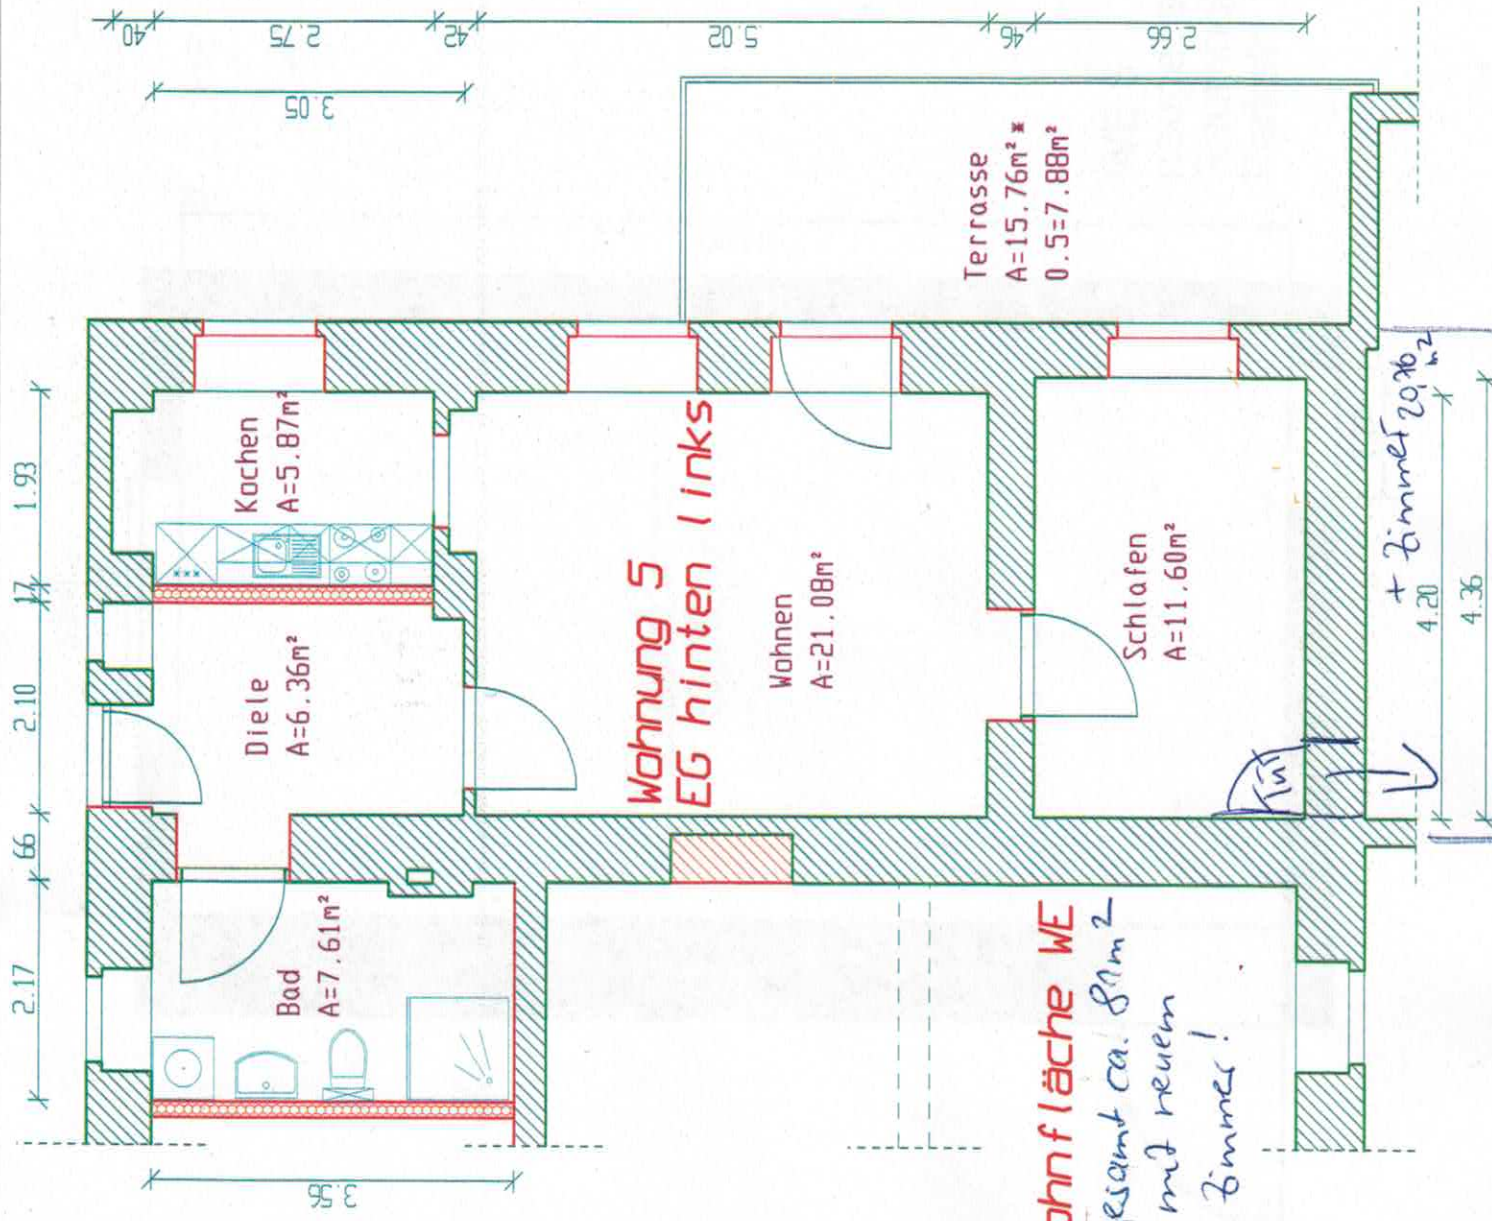 40
2.75
42
5.02
46
2.66
3.05
Terrasse
A=15.76m² *
0.5=7.88m²
1.93
17
2.10
66
2.17
Kochen
A=5.87m²
Diele
A=6.36m²
Bad
A=7.61m²
Wohnung 5
EG hinten links
Wohnen
A=21.08m²
Schlafen
A=11.60m²
Tür
+ Zimmer 20,76 m2
4.20
4.36
ohnfläche WE
esamt ca. 81m2
mit neuem
Zimmer!
3.56